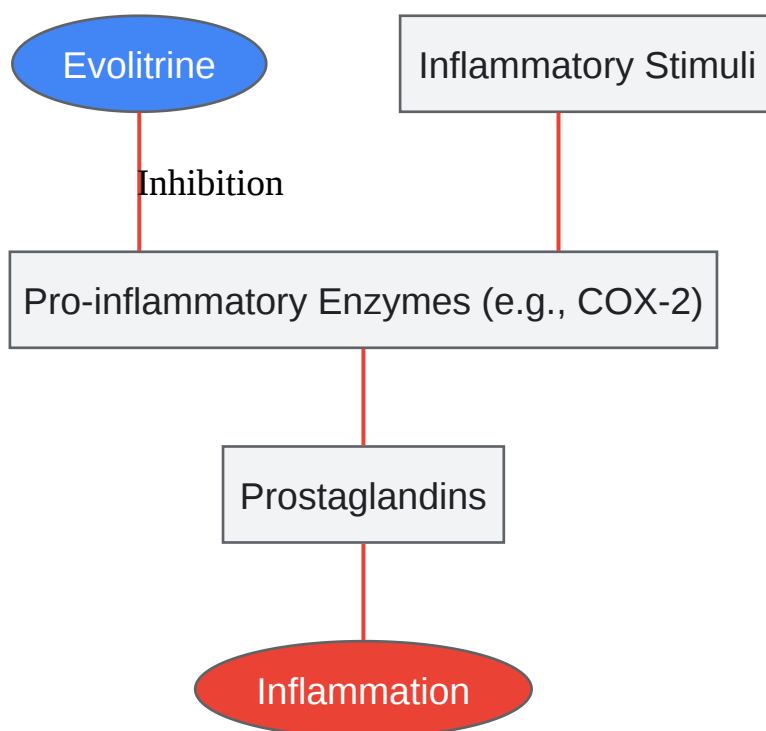 Evolitrine
Inflammatory Stimuli
Inhibition
Pro-inflammatory Enzymes (e.g., COX-2)
Prostaglandins
Inflammation